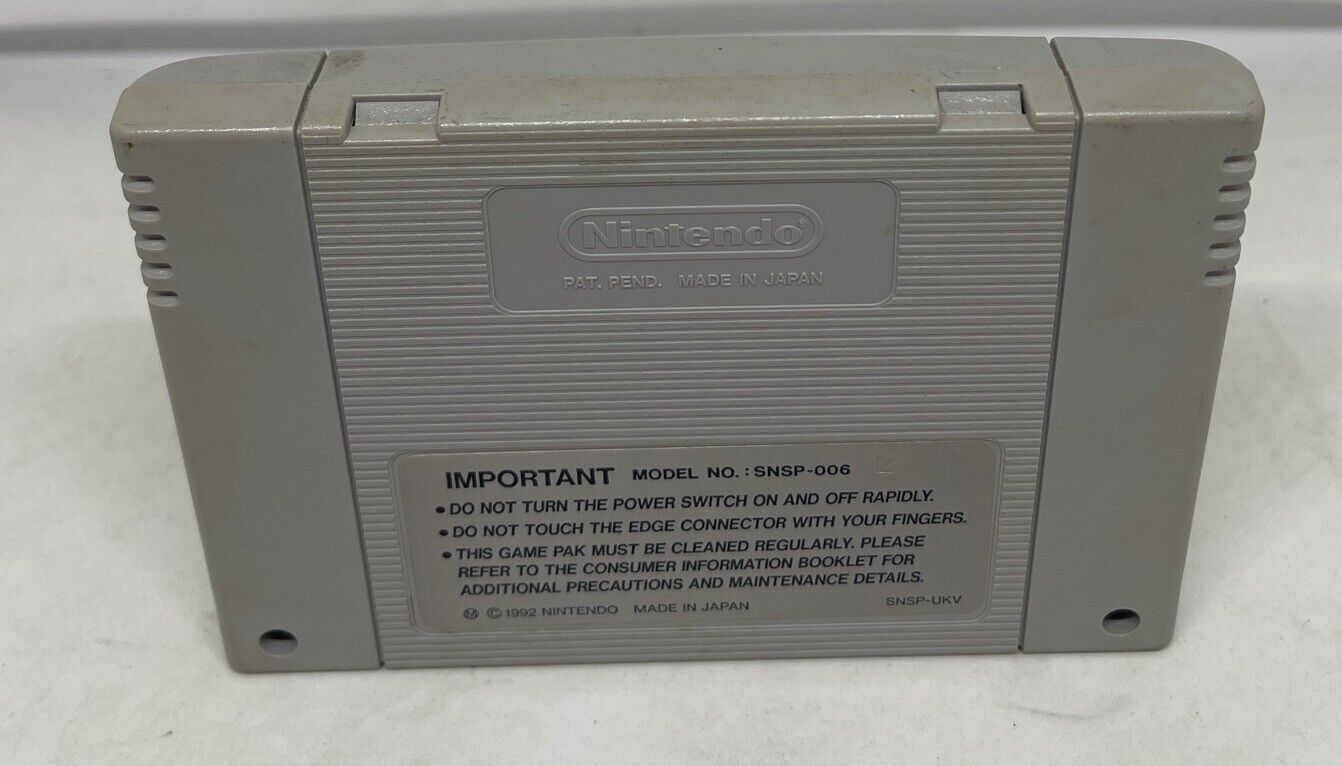 Nintendo®
PAT. PEND. MADE IN JAPAN
IMPORTANT MODEL NO.: SNSP-006
• DO NOT TURN THE POWER SWITCH ON AND OFF RAPIDLY.
• DO NOT TOUCH THE EDGE CONNECTOR WITH YOUR FINGERS.
• THIS GAME PAK MUST BE CLEANED REGULARLY. PLEASE
REFER TO THE CONSUMER INFORMATION BOOKLET FOR
ADDITIONAL PRECAUTIONS AND MAINTENANCE DETAILS.
Ⓜ ©1992 NINTENDO MADE IN JAPAN SNSP-UKV